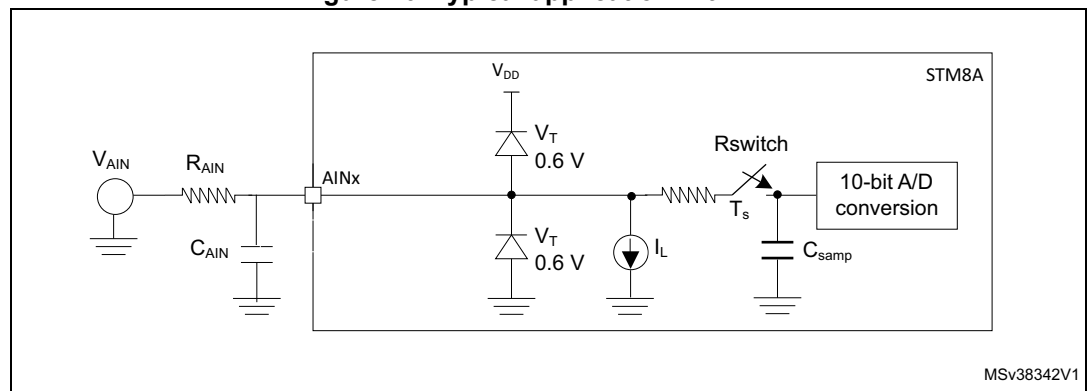 STM8A
V_DD
V_T
0.6 V
Rswitch
V_AIN
R_AIN
AINx
10-bit A/D
conversion
T_s
C_AIN
V_T
0.6 V
I_L
C_samp
MSv38342V1